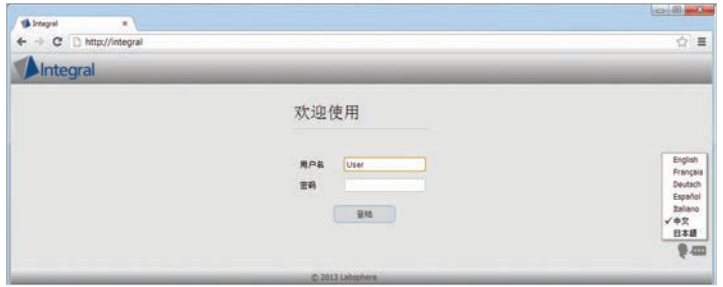 Integral
http://integral
Integral
欢迎使用
用户名 User
密码
登陆
English
Français
Deutsch
Español
Italiano
✓中文
日本語
© 2013 Labsphere